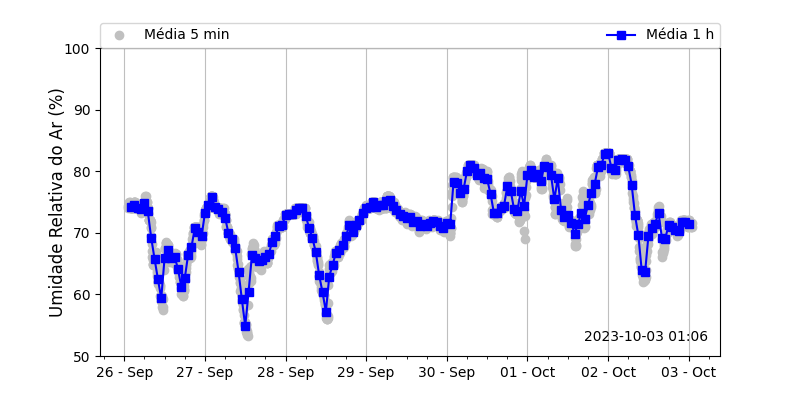 Média 5 min
Média 1 h
Umidade Relativa do Ar (%)
100
90
80
70
60
50
2023-10-03 01:06
26 - Sep
27 - Sep
28 - Sep
29 - Sep
30 - Sep
01 - Oct
02 - Oct
03 - Oct